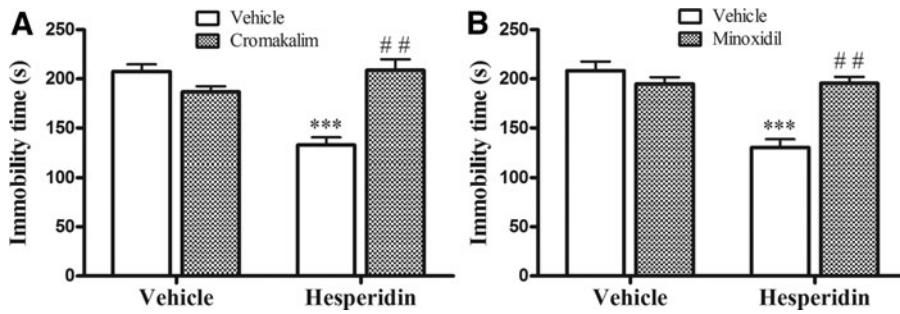 A
Vehicle
Cromakalim
Immobility time (s)
250
200
150
100
50
0
***
# #
Vehicle
Hesperidin
B
Vehicle
Minoxidil
Immobility time (s)
250
200
150
100
50
0
***
# #
Vehicle
Hesperidin